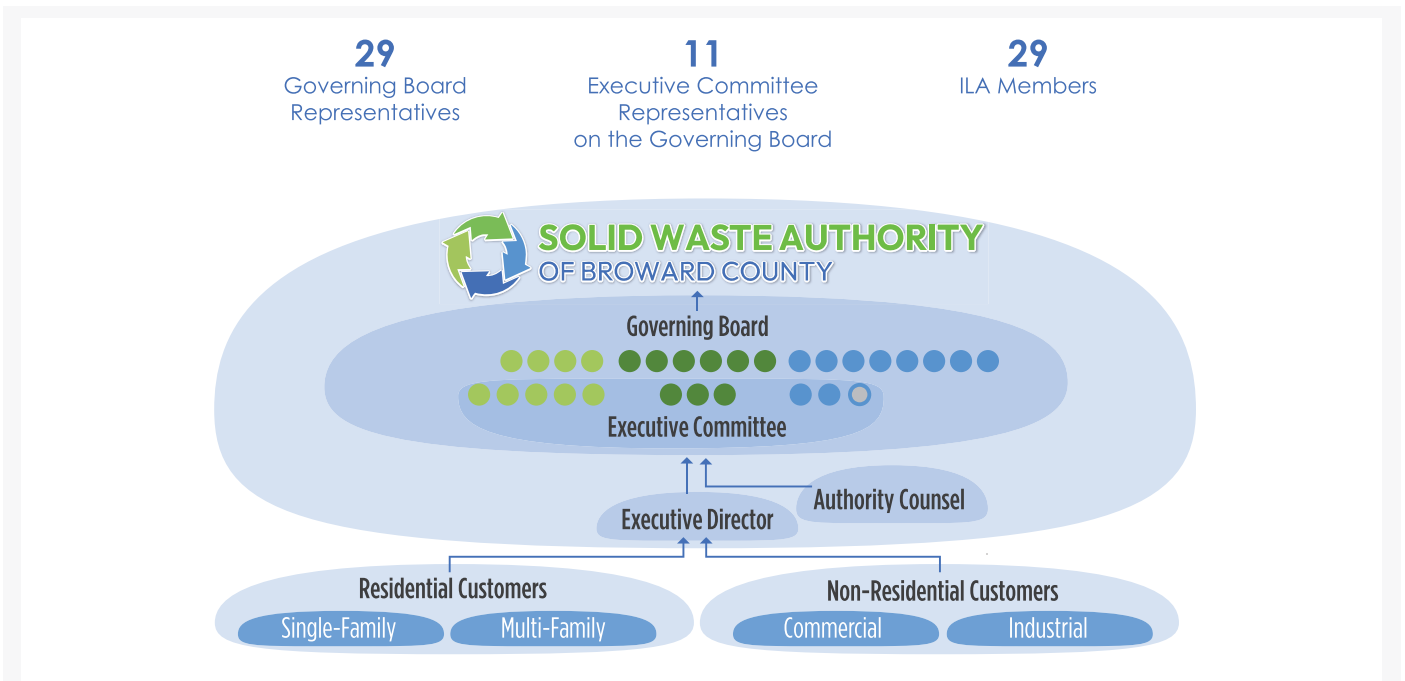 29
Governing Board
Representatives
11
Executive Committee
Representatives
on the Governing Board
29
ILA Members
SOLID WASTE AUTHORITY
OF BROWARD COUNTY
Governing Board
Executive Committee
Authority Counsel
Executive Director
Residential Customers
Single-Family
Multi-Family
Non-Residential Customers
Commercial
Industrial